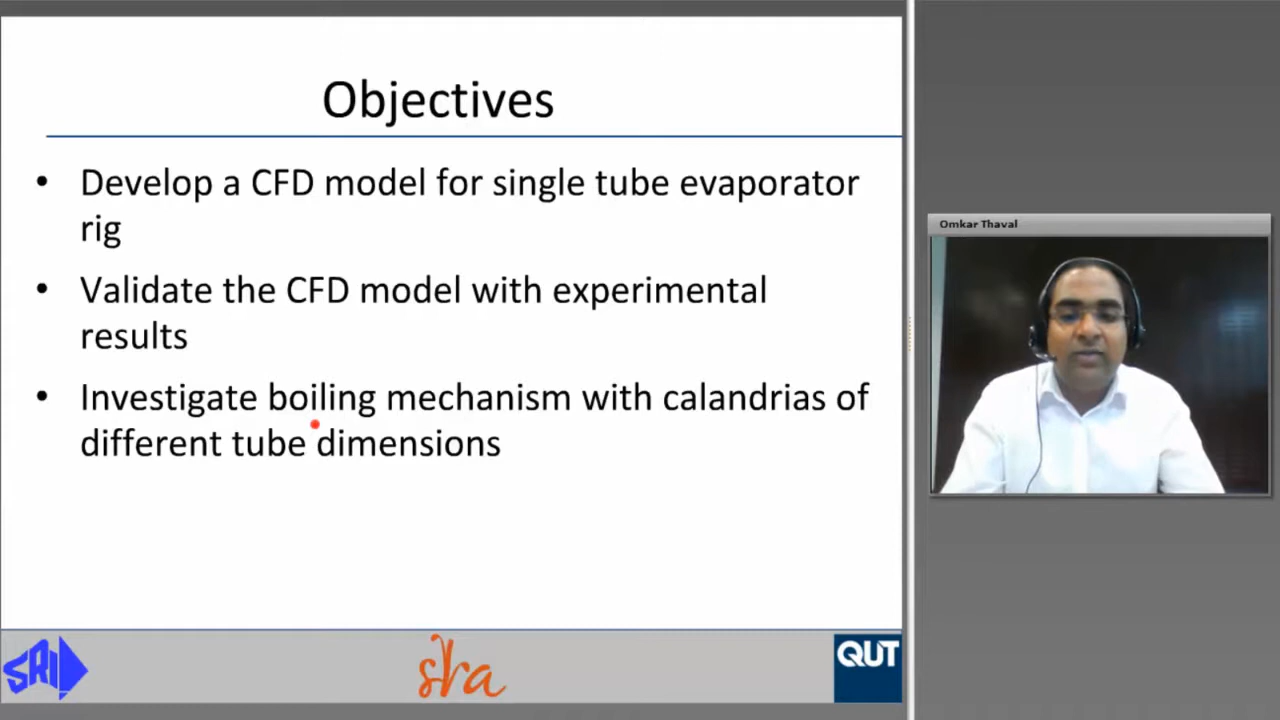 Objectives
• Develop a CFD model for single tube evaporator
rig
• Validate the CFD model with experimental
results
• Investigate boiling mechanism with calandrias of
different tube dimensions
SRI
sra
QUT
Omkar Thaval